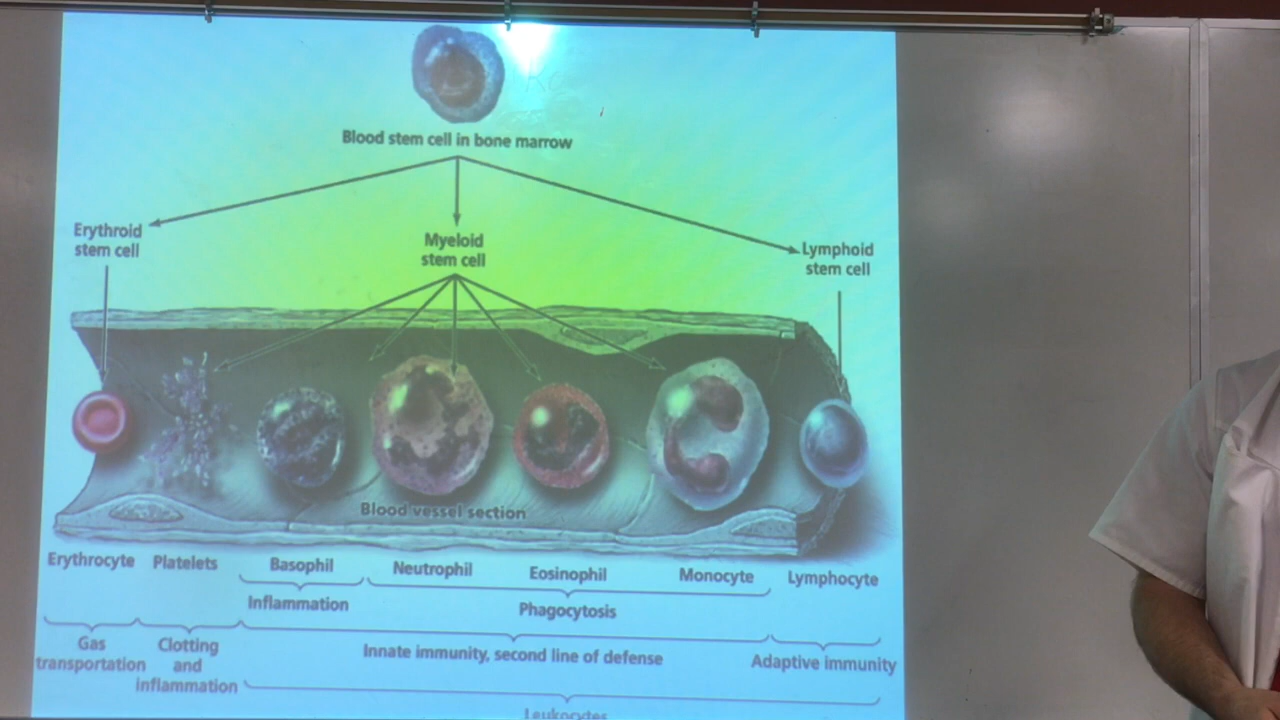 Blood stem cell in bone marrow
Erythroid
stem cell
Myeloid
stem cell
Lymphoid
stem cell
Blood vessel section
Erythrocyte
Platelets
Basophil
Neutrophil
Eosinophil
Monocyte
Lymphocyte
Inflammation
Phagocytosis
Gas
transportation
Clotting
and
inflammation
Innate immunity, second line of defense
Adaptive immunity
Leukocytes